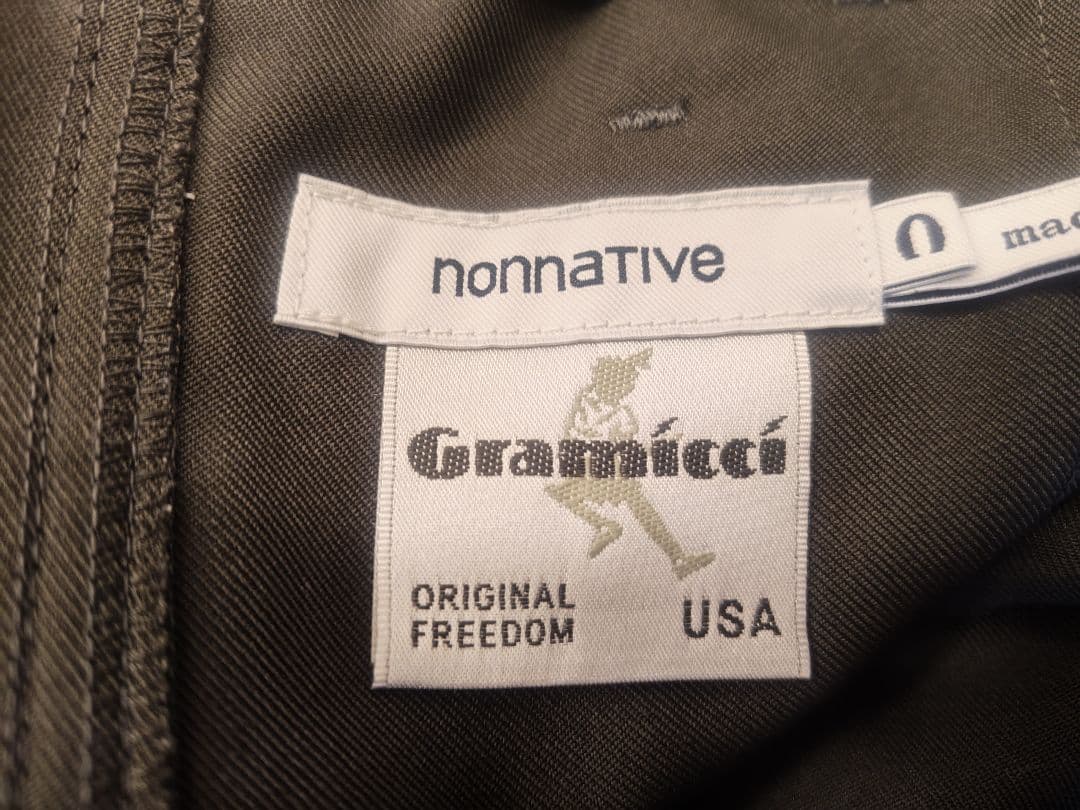 nonnaTIVe
0
Gramicci
ORIGINAL
FREEDOM
USA